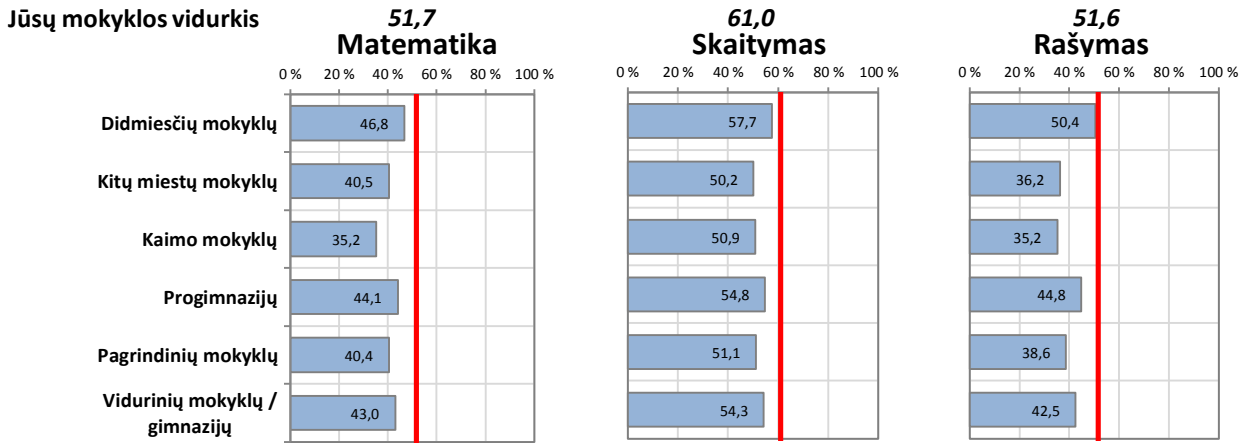 Jūsų mokyklos vidurkis 51,7 61,0 51,6
Matematika Skaitymas Rašymas
0 % 20 % 40 % 60 % 80 % 100 % 0 % 20 % 40 % 60 % 80 % 100 % 0 % 20 % 40 % 60 % 80 % 100 %
Didmiesčių mokyklų 46,8 57,7 50,4
Kitų miestų mokyklų 40,5 50,2 36,2
Kaimo mokyklų 35,2 50,9 35,2
Progimnazijų 44,1 54,8 44,8
Pagrindinių mokyklų 40,4 51,1 38,6
Vidurinių mokyklų /
gimnazijų 43,0 54,3 42,5